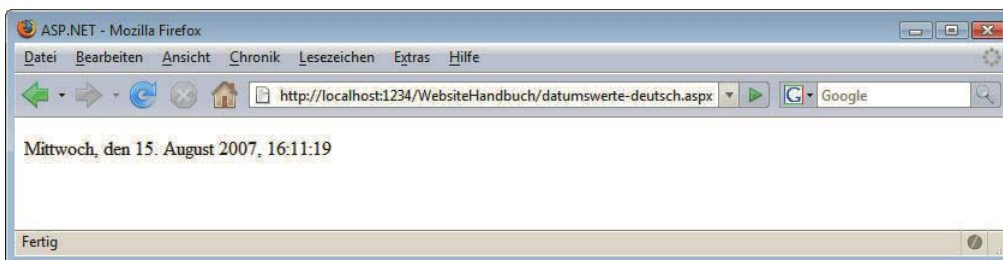 ASP.NET - Mozilla Firefox
Datei Bearbeiten Ansicht Chronik Lesezeichen Extras Hilfe
http://localhost:1234/WebsiteHandbuch/datumswerte-deutsch.aspx G Google
Mittwoch, den 15. August 2007, 16:11:19
Fertig